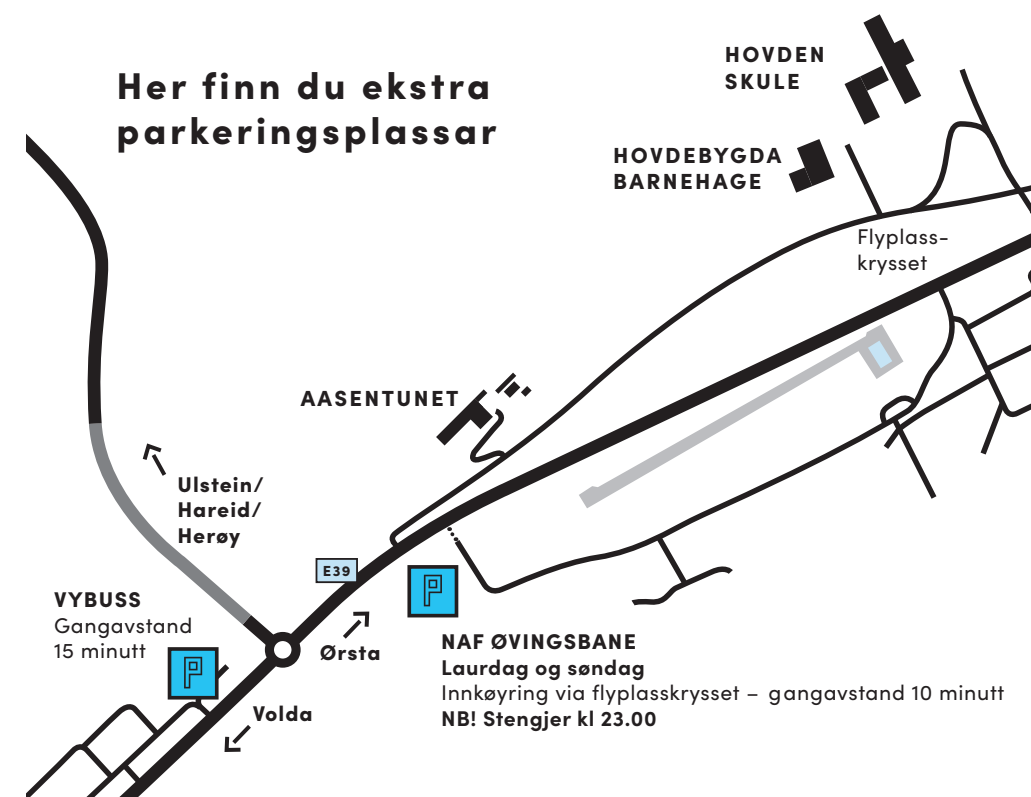 Her finn du ekstra
parkeringsplassar
HOVDEN
SKULE
HOVDEBYGDA
BARNEHAGE
Flyplass-
krysset
AASENTUNET
Ulstein/
Hareid/
Herøy
E39
VYBUSS
Gangavstand
15 minutt
P
Ørsta
P
NAF ØVINGSBANE
Laurdag og søndag
Innkøyring via flyplasskrysset – gangavstand 10 minutt
NB! Stengjer kl 23.00
Volda